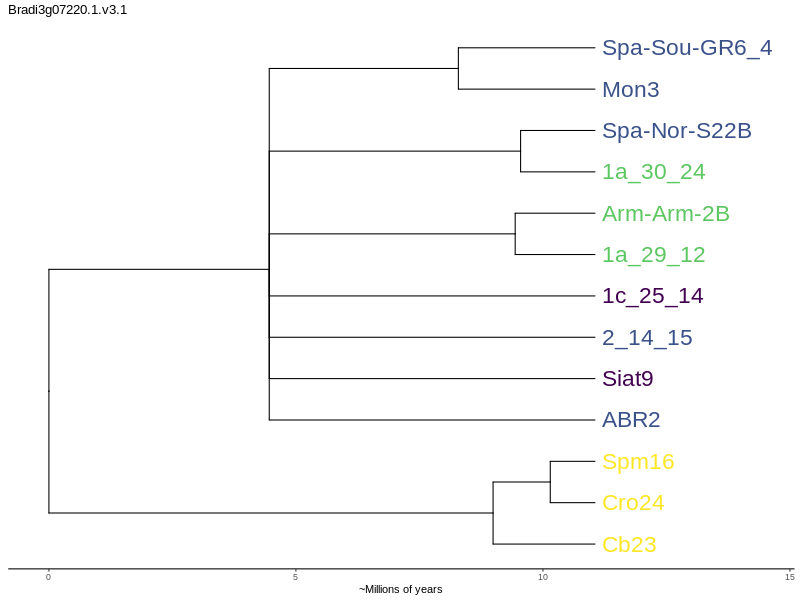 Bradi3g07220.1.v3.1
Spa-Sou-GR6_4
Mon3
Spa-Nor-S22B
1a_30_24
Arm-Arm-2B
1a_29_12
1c_25_14
2_14_15
Siat9
ABR2
Spm16
Cro24
Cb23
0 5 10 15
~Millions of years